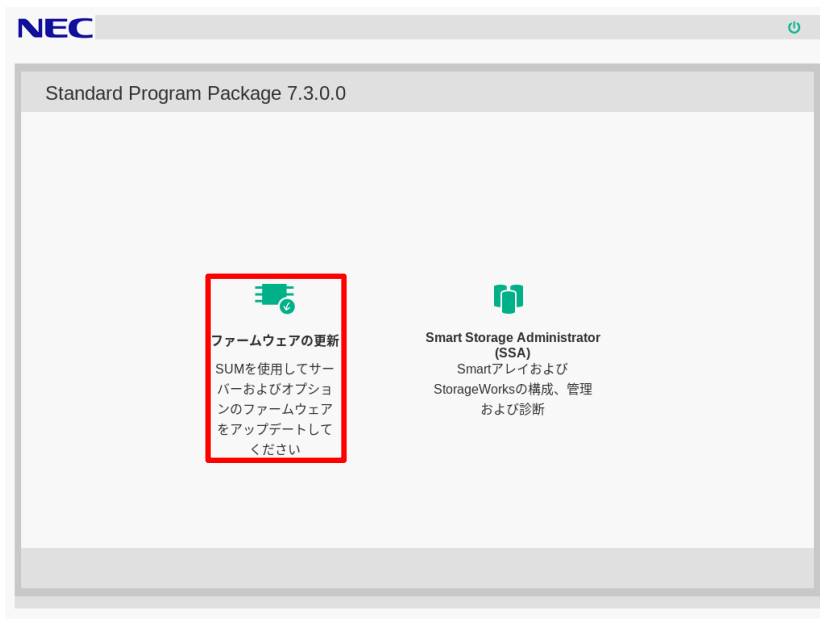 NEC
Standard Program Package 7.3.0.0
ファームウェアの更新
SUMを使用してサー
バーおよびオプショ
ンのファームウェア
をアップデートして
ください
Smart Storage Administrator
(SSA)
Smartアレイおよび
StorageWorksの構成、管理
および診断